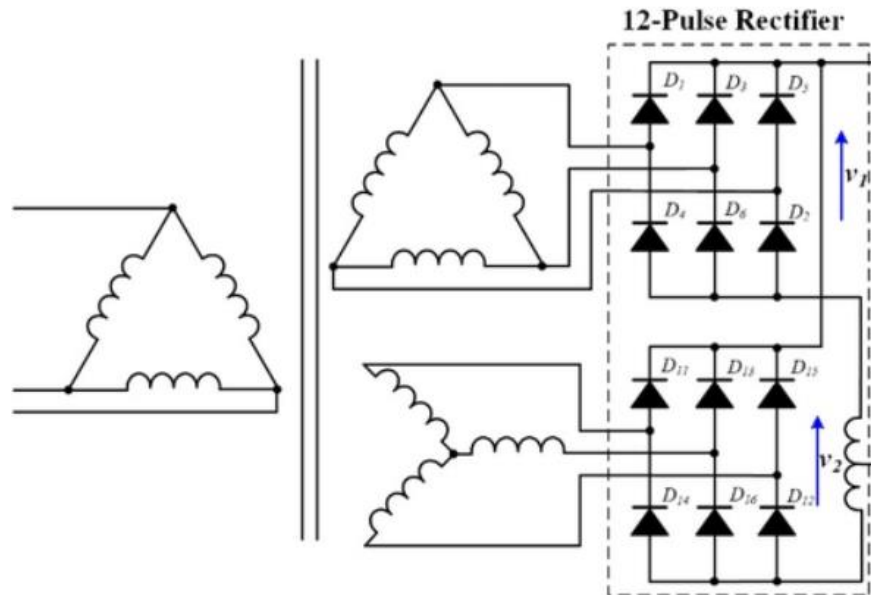 12-Pulse Rectifier
D1 D3 D5
v1
D4 D6 D2
D11 D13 D15
v2
D14 D16 D12